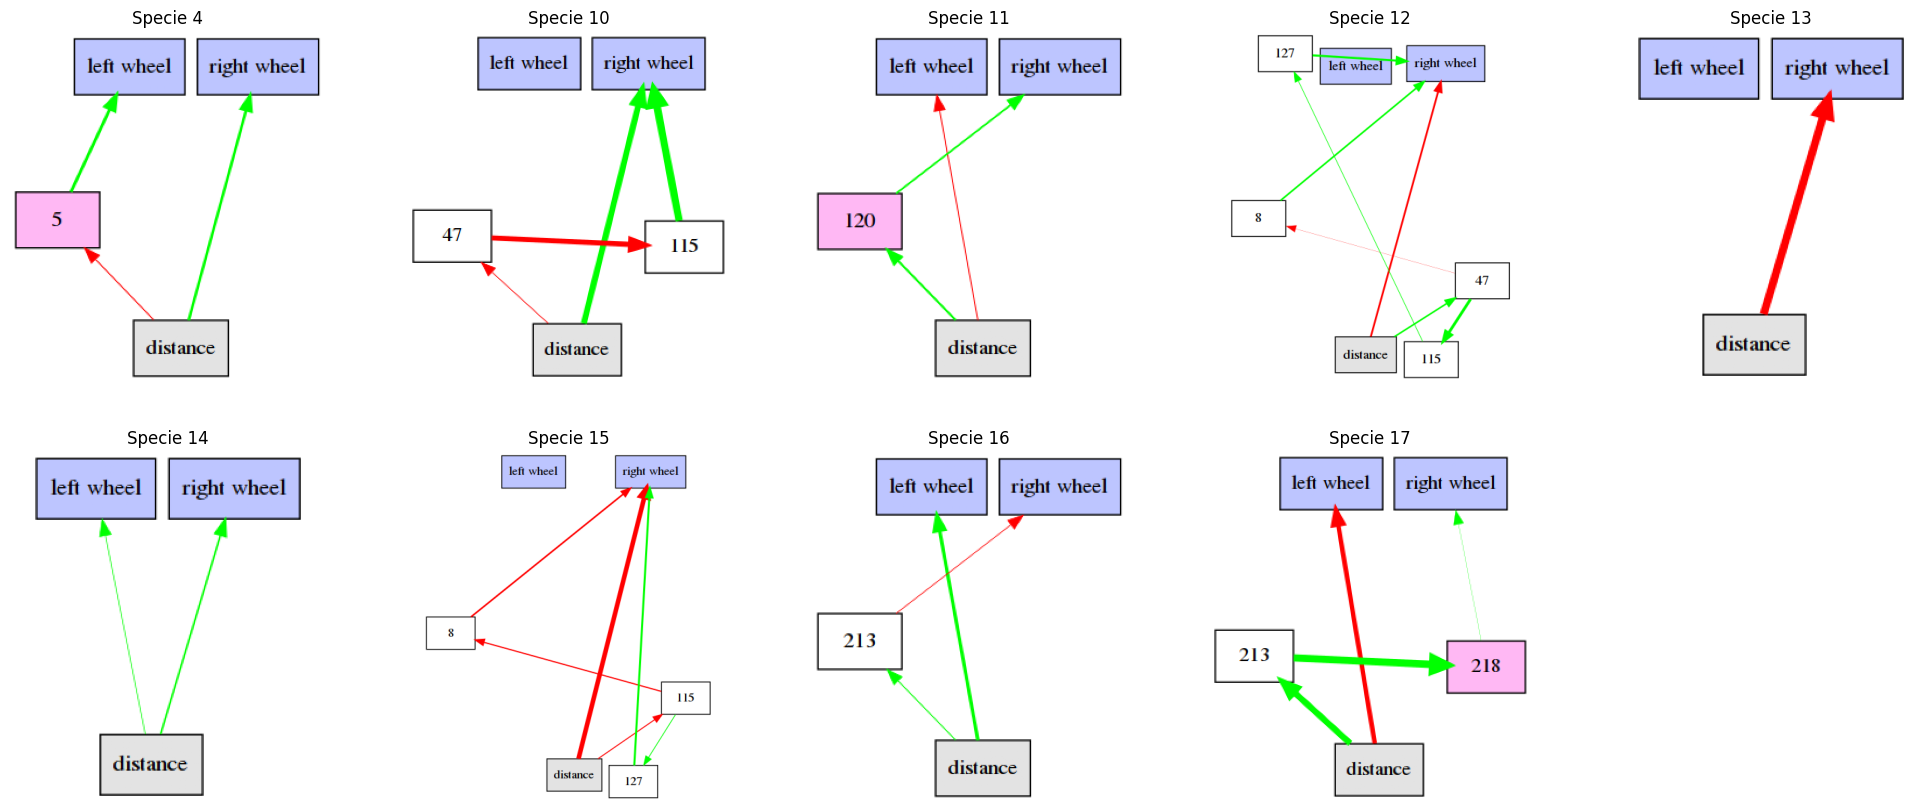 Specie 4
left wheel
right wheel
5
distance
Specie 10
left wheel
right wheel
47
115
distance
Specie 11
left wheel
right wheel
120
distance
Specie 12
127
left wheel
right wheel
8
47
distance
115
Specie 13
left wheel
right wheel
distance
Specie 14
left wheel
right wheel
distance
Specie 15
left wheel
right wheel
8
115
distance
127
Specie 16
left wheel
right wheel
213
distance
Specie 17
left wheel
right wheel
213
218
distance